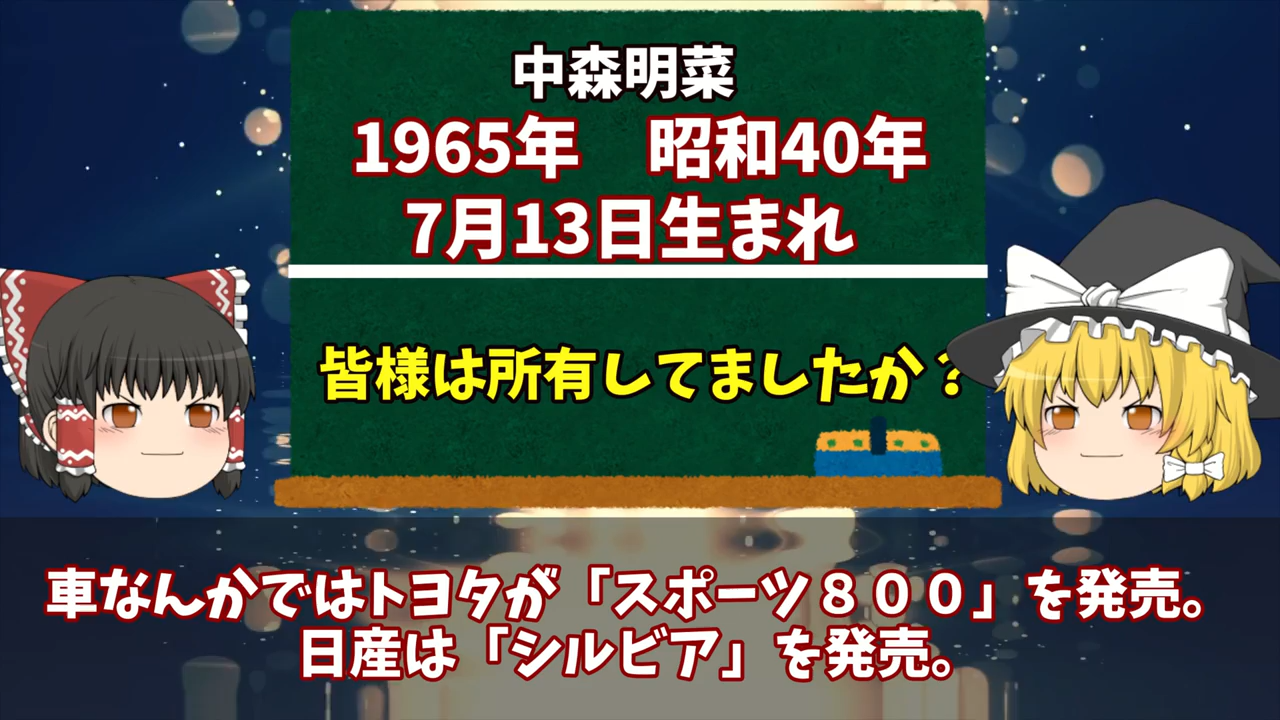 中森明菜
1965年　昭和40年
7月13日生まれ
皆様は所有してましたか？
車なんかではトヨタが「スポーツ８００」を発売。
日産は「シルビア」を発売。